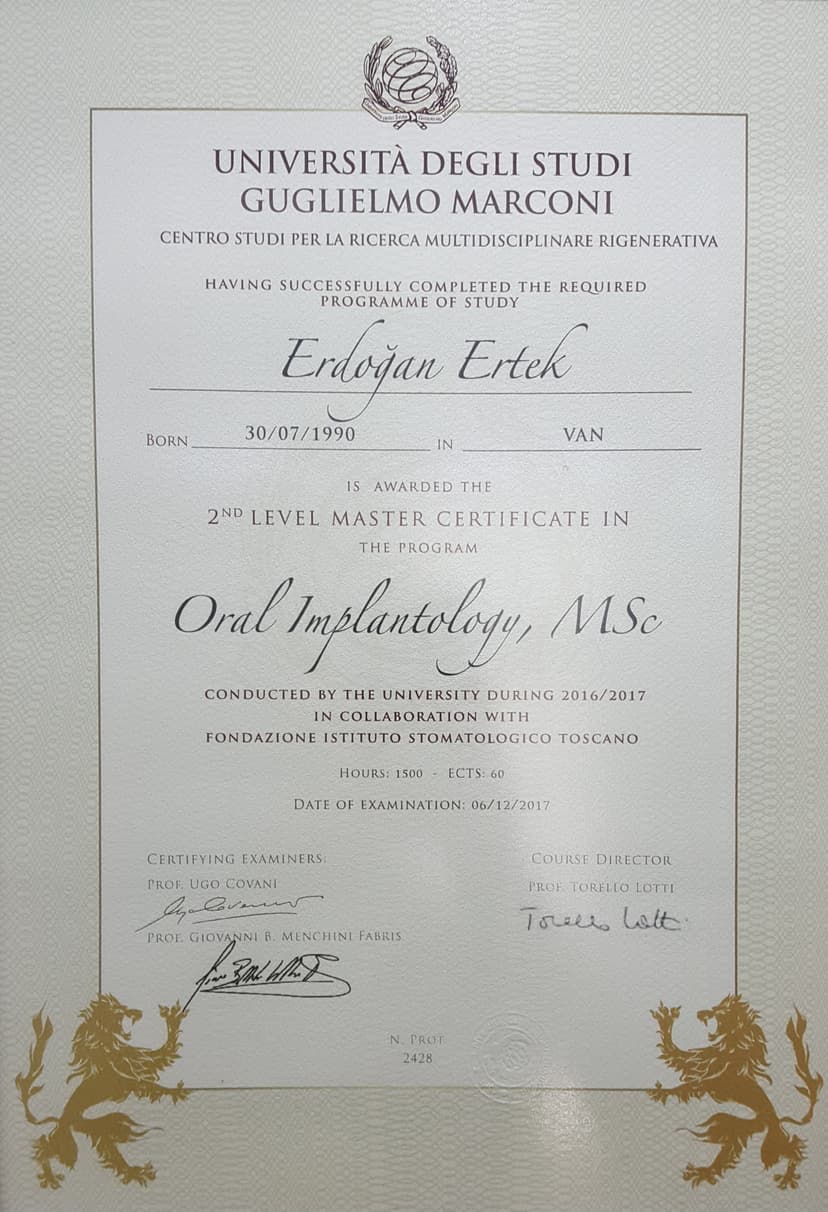 UNIVERSITÀ DEGLI STUDI
GUGLIELMO MARCONI
CENTRO STUDI PER LA RICERCA MULTIDISCIPLINARE RIGENERATIVA
HAVING SUCCESSFULLY COMPLETED THE REQUIRED
PROGRAMME OF STUDY
Erdoğan Ertek
BORN 30/07/1990 IN VAN
IS AWARDED THE
2ND LEVEL MASTER CERTIFICATE IN
THE PROGRAM
Oral Implantology, MSc
CONDUCTED BY THE UNIVERSITY DURING 2016/2017
IN COLLABORATION WITH
FONDAZIONE ISTITUTO STOMATOLOGICO TOSCANO
HOURS: 1500 - ECTS: 60
DATE OF EXAMINATION: 06/12/2017
CERTIFYING EXAMINERS:
PROF. UGO COVANI
PROF. GIOVANNI B. MENCHINI FABRIS
COURSE DIRECTOR
PROF. TORELLO LOTTI
Torello Lotti
N. PROT
2428